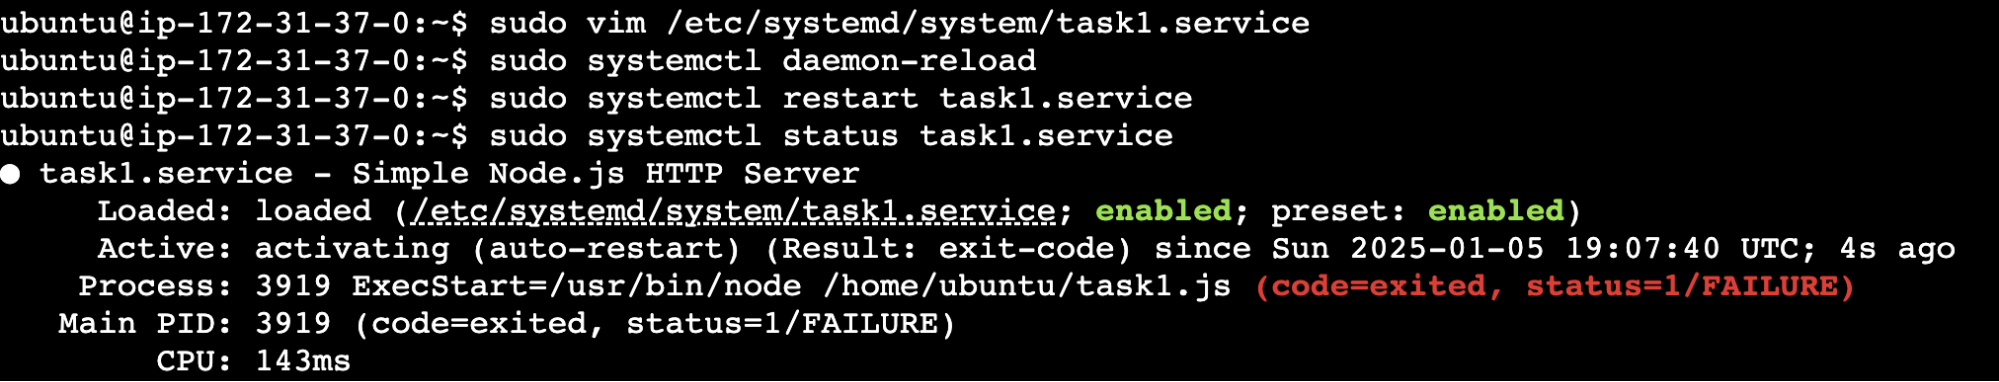 ubuntu@ip-172-31-37-0:~$ sudo vim /etc/systemd/system/task1.service
ubuntu@ip-172-31-37-0:~$ sudo systemctl daemon-reload
ubuntu@ip-172-31-37-0:~$ sudo systemctl restart task1.service
ubuntu@ip-172-31-37-0:~$ sudo systemctl status task1.service
● task1.service - Simple Node.js HTTP Server
     Loaded: loaded (/etc/systemd/system/task1.service; enabled; preset: enabled)
     Active: activating (auto-restart) (Result: exit-code) since Sun 2025-01-05 19:07:40 UTC; 4s ago
    Process: 3919 ExecStart=/usr/bin/node /home/ubuntu/task1.js (code=exited, status=1/FAILURE)
   Main PID: 3919 (code=exited, status=1/FAILURE)
        CPU: 143ms